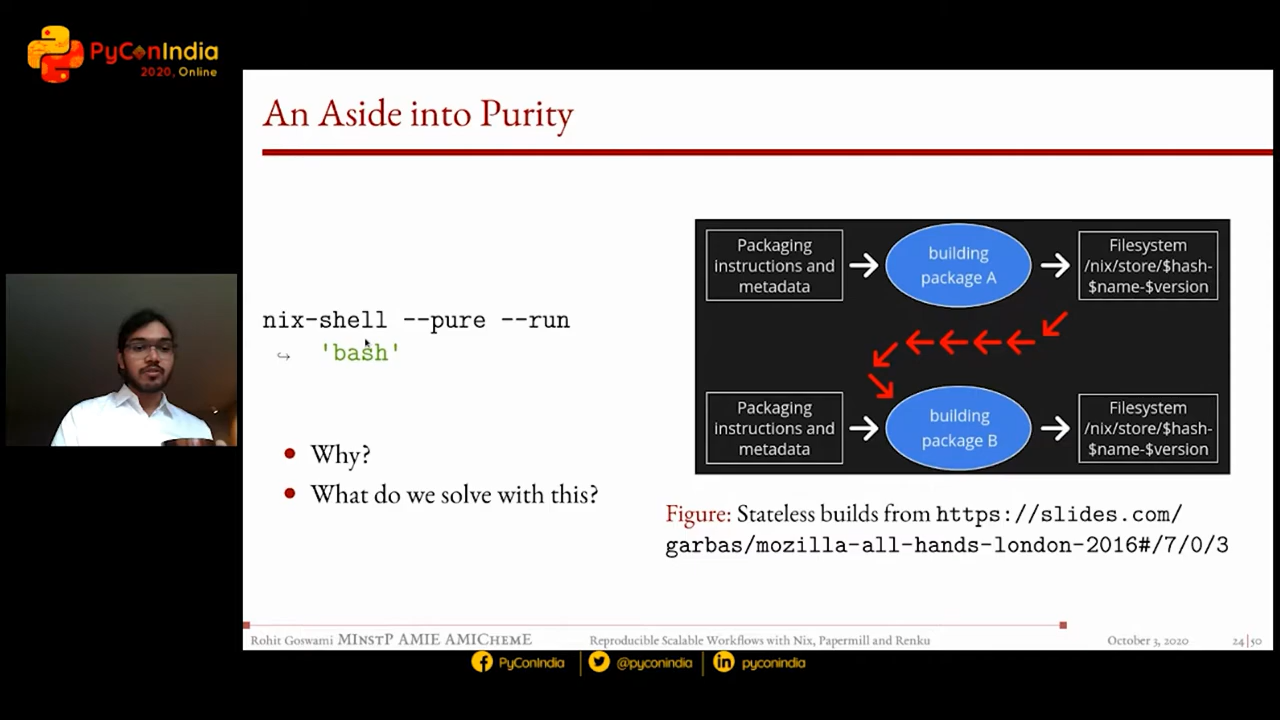 PyConIndia
2020, Online
An Aside into Purity
nix-shell --pure --run
↪ 'bash'
Why?
What do we solve with this?
Packaging
instructions and
metadata
building
package A
Filesystem
/nix/store/$hash-
$name-$version
Packaging
instructions and
metadata
building
package B
Filesystem
/nix/store/$hash-
$name-$version
Figure: Stateless builds from https://slides.com/
garbas/mozilla-all-hands-london-2016#/7/0/3
Rohit Goswami MInstP AMIE AMIChemE
Reproducible Scalable Workflows with Nix, Papermill and Renku
October 3, 2020
24|50
PyConIndia
@pyconindia
pyconindia